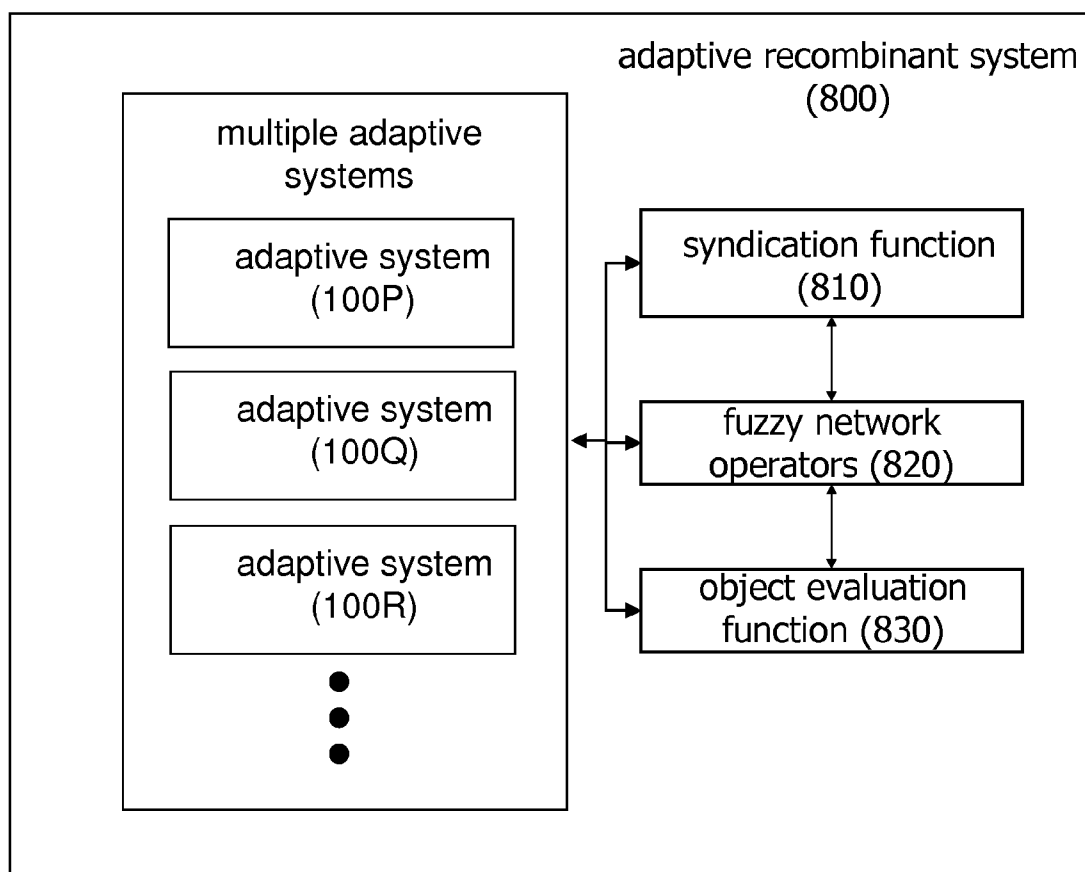 adaptive recombinant system
(800)
multiple adaptive
systems
adaptive system
(100P)
adaptive system
(100Q)
adaptive system
(100R)
syndication function
(810)
fuzzy network
operators (820)
object evaluation
function (830)